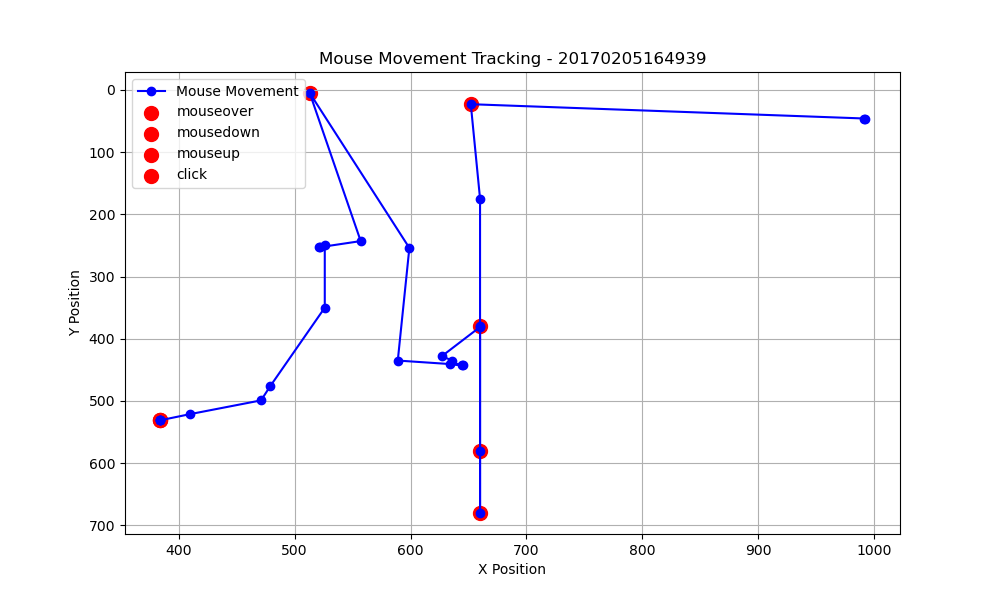 Mouse Movement Tracking - 20170205164939
Mouse Movement
mouseover
mousedown
mouseup
click
0
100
200
300
400
500
600
700
Y Position
400 500 600 700 800 900 1000
X Position